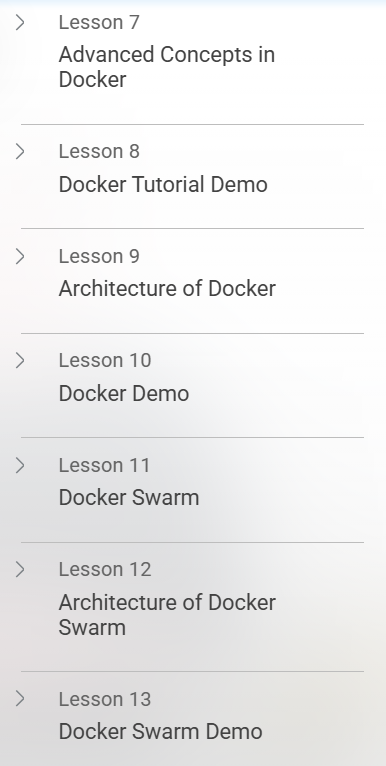 Lesson 7
Advanced Concepts in
Docker
Lesson 8
Docker Tutorial Demo
Lesson 9
Architecture of Docker
Lesson 10
Docker Demo
Lesson 11
Docker Swarm
Lesson 12
Architecture of Docker
Swarm
Lesson 13
Docker Swarm Demo